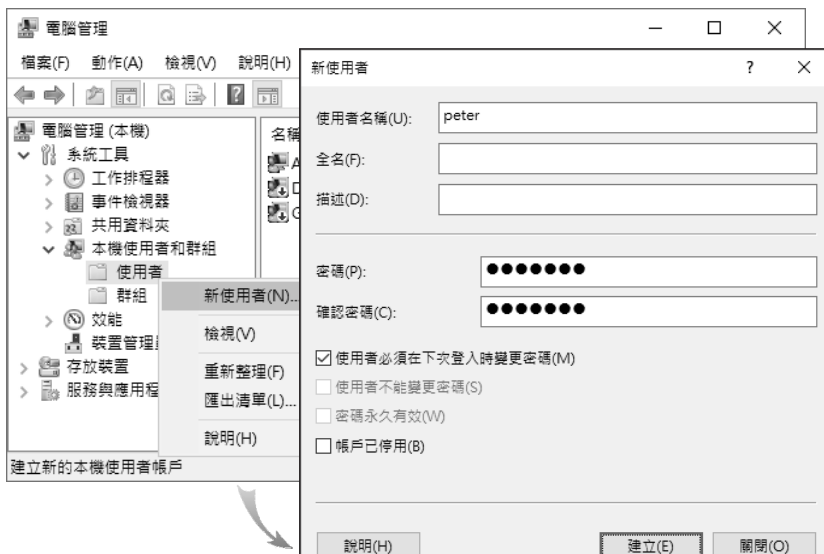 電腦管理
檔案(F) 動作(A) 檢視(V) 說明(H)
電腦管理 (本機)
系統工具
工作排程器
事件檢視器
共用資料夾
本機使用者和群組
使用者
群組
效能
裝置管理
存放裝置
服務與應用程
名稱
A
D
G
新使用者(N)...
檢視(V)
重新整理(F)
匯出清單(L)...
說明(H)
建立新的本機使用者帳戶
新使用者
使用者名稱(U): peter
全名(F):
描述(D):
密碼(P): ●●●●●●●
確認密碼(C): ●●●●●●●
使用者必須在下次登入時變更密碼(M)
使用者不能變更密碼(S)
密碼永久有效(W)
帳戶已停用(B)
說明(H) 建立(E) 關閉(O)